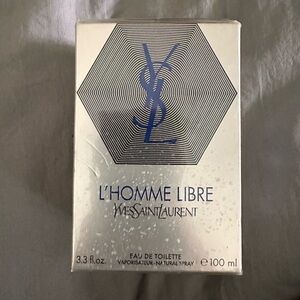 YSL
L'HOMME LIBRE
YVESSAINTLAURENT
EAU DE TOILETTE
3.3 fl.oz. VAPORISATEUR-NATURAL SPRAY ℮ 100 ml